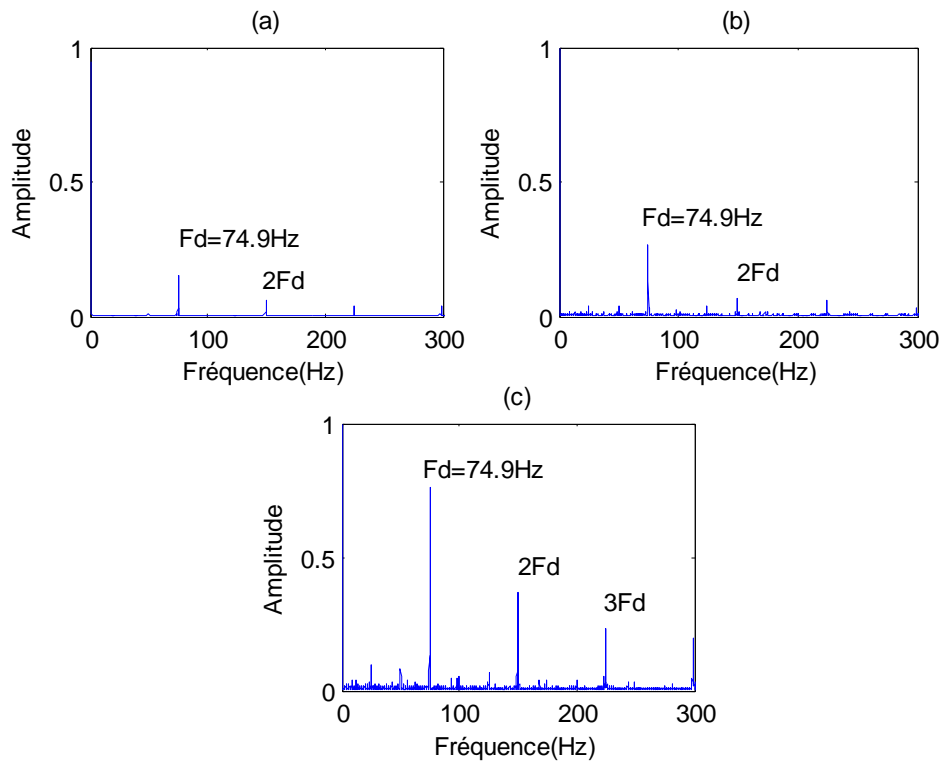 (a)
1
0.5
0
Amplitude
Fd=74.9Hz
2Fd
0 100 200 300
Fréquence(Hz)
(b)
1
0.5
0
Amplitude
Fd=74.9Hz
2Fd
0 100 200 300
Fréquence(Hz)
(c)
1
0.5
0
Amplitude
Fd=74.9Hz
2Fd
3Fd
0 100 200 300
Fréquence(Hz)